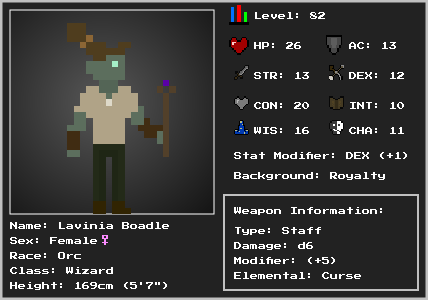 Level: 82
HP: 26
AC: 13
STR: 13
DEX: 12
CON: 20
INT: 10
WIS: 16
CHA: 11
Stat Modifier: DEX (+1)
Background: Royalty
Weapon Information:
Type: Staff
Damage: d6
Modifier: (+5)
Elemental: Curse
Name: Lavinia Boadle
Sex: Female♀
Race: Orc
Class: Wizard
Height: 169cm (5'7")